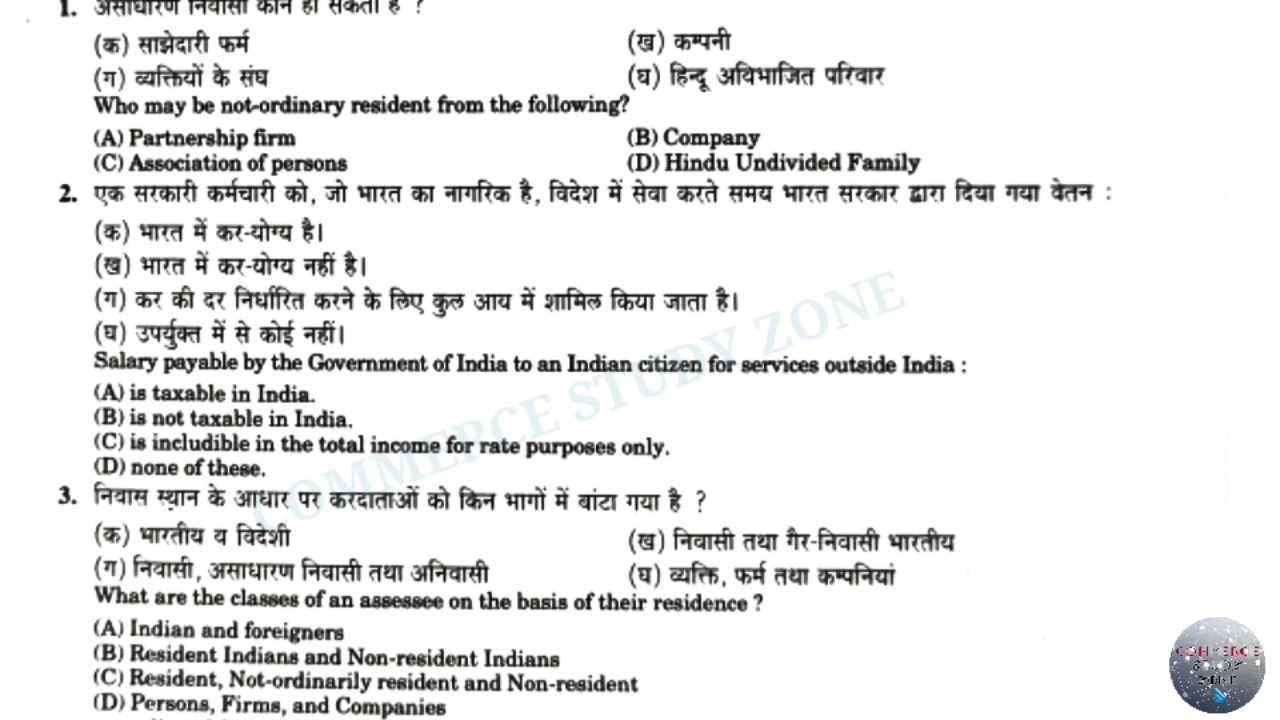 1. असाधारण निवासी कौन हो सकता है ?
(क) साझेदारी फर्म (ख) कम्पनी
(ग) व्यक्तियों के संघ (घ) हिन्दू अविभाजित परिवार
Who may be not-ordinary resident from the following?
(A) Partnership firm (B) Company
(C) Association of persons (D) Hindu Undivided Family
2. एक सरकारी कर्मचारी को, जो भारत का नागरिक है, विदेश में सेवा करते समय भारत सरकार द्वारा दिया गया वेतन :
(क) भारत में कर-योग्य है।
(ख) भारत में कर-योग्य नहीं है।
(ग) कर की दर निर्धारित करने के लिए कुल आय में शामिल किया जाता है।
(घ) उपर्युक्त में से कोई नहीं।
Salary payable by the Government of India to an Indian citizen for services outside India :
(A) is taxable in India.
(B) is not taxable in India.
(C) is includible in the total income for rate purposes only.
(D) none of these.
3. निवास स्थान के आधार पर करदाताओं को किन भागों में बांटा गया है ?
(क) भारतीय व विदेशी (ख) निवासी तथा गैर-निवासी भारतीय
(ग) निवासी, असाधारण निवासी तथा अनिवासी (घ) व्यक्ति, फर्म तथा कम्पनियां
What are the classes of an assessee on the basis of their residence ?
(A) Indian and foreigners
(B) Resident Indians and Non-resident Indians
(C) Resident, Not-ordinarily resident and Non-resident
(D) Persons, Firms, and Companies
COMMERCE STUDY ZONE
COMMERCE
STUDY